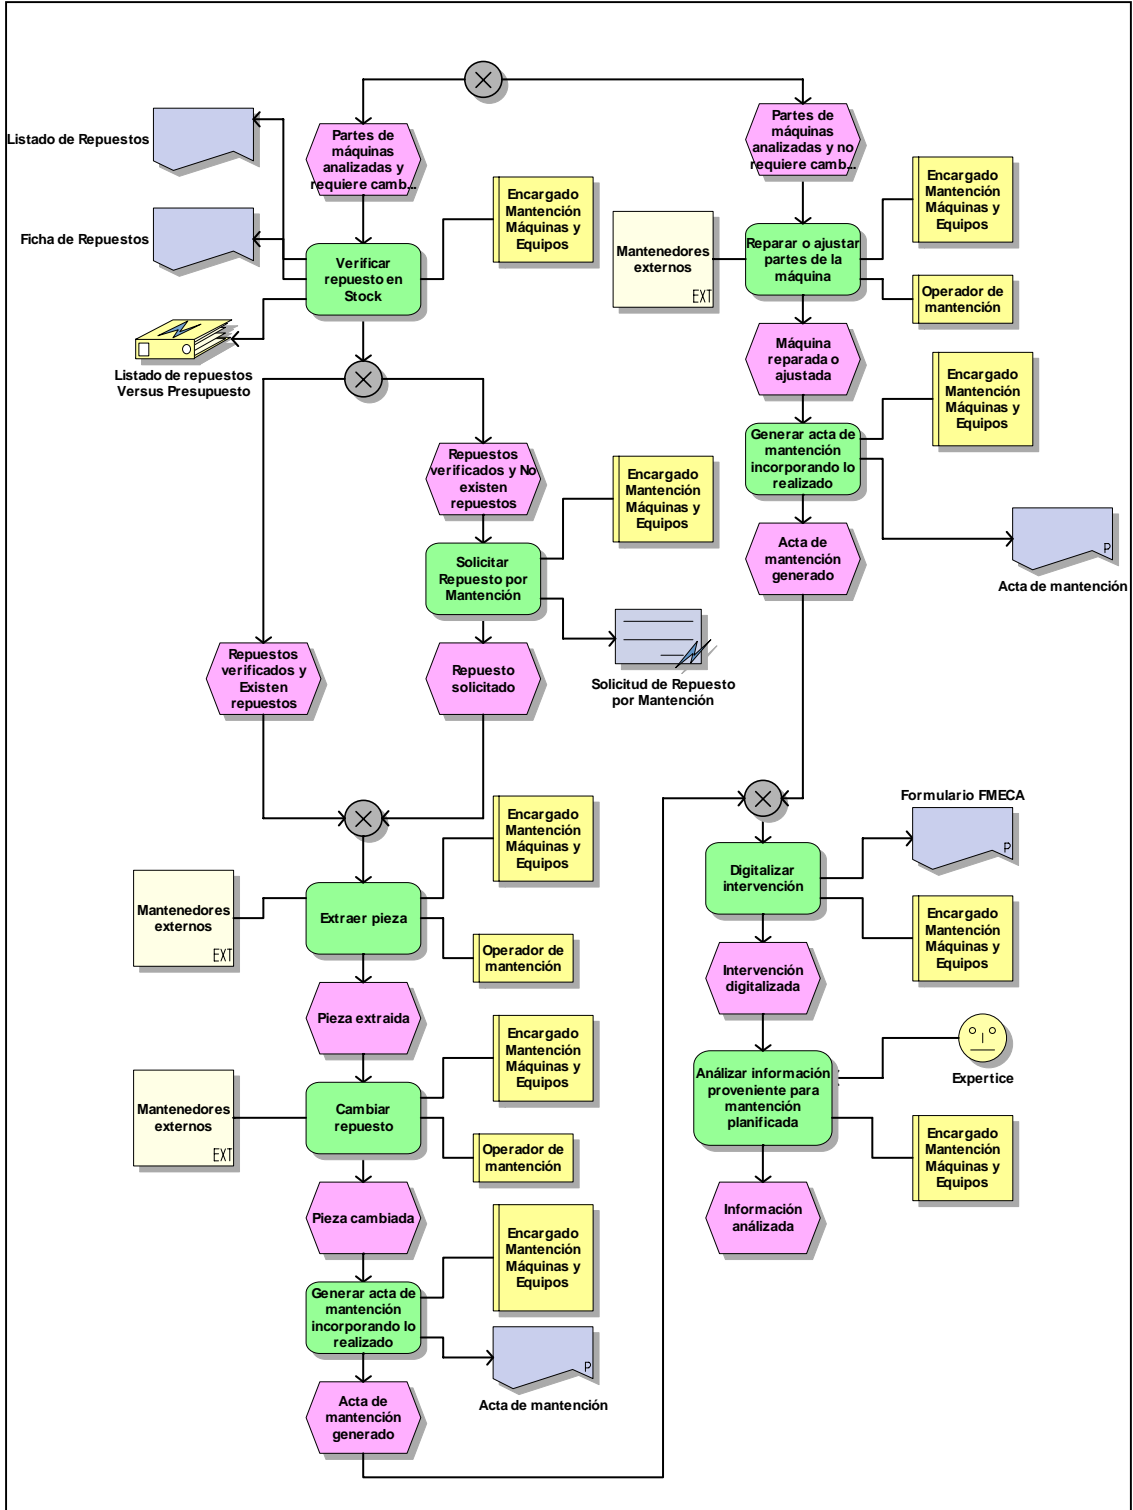 Listado de Repuestos
Ficha de Repuestos
Listado de repuestos
Versus Presupuesto
Partes de
máquinas
analizadas y
requiere camb...
Encargado
Mantención
Máquinas y
Equipos
Verificar
repuesto en
Stock
Partes de
máquinas
analizadas y no
requiere camb...
Encargado
Mantención
Máquinas y
Equipos
Mantenedores
externos
EXT
Reparar o ajustar
partes de la
máquina
Operador de
mantención
Máquina
reparada o
ajustada
Encargado
Mantención
Máquinas y
Equipos
Generar acta de
mantención
incorporando lo
realizado
Acta de
mantención
generado
P
Acta de mantención
Repuestos
verificados y No
existen
repuestos
Encargado
Mantención
Máquinas y
Equipos
Solicitar
Repuesto por
Mantención
Repuestos
verificados y
Existen
repuestos
Repuesto
solicitado
Solicitud de Repuesto
por Mantención
Encargado
Mantención
Máquinas y
Equipos
Mantenedores
externos
EXT
Extraer pieza
Operador de
mantención
Pieza extraida
Encargado
Mantención
Máquinas y
Equipos
Mantenedores
externos
EXT
Cambiar
repuesto
Operador de
mantención
Pieza cambiada
Encargado
Mantención
Máquinas y
Equipos
Generar acta de
mantención
incorporando lo
realizado
P
Acta de mantención
Acta de
mantención
generado
Formulario FMECA
P
Digitalizar
intervención
Encargado
Mantención
Máquinas y
Equipos
Intervención
digitalizada
Expertice
Análizar información
proveniente para
mantención
planificada
Encargado
Mantención
Máquinas y
Equipos
Información
análizada